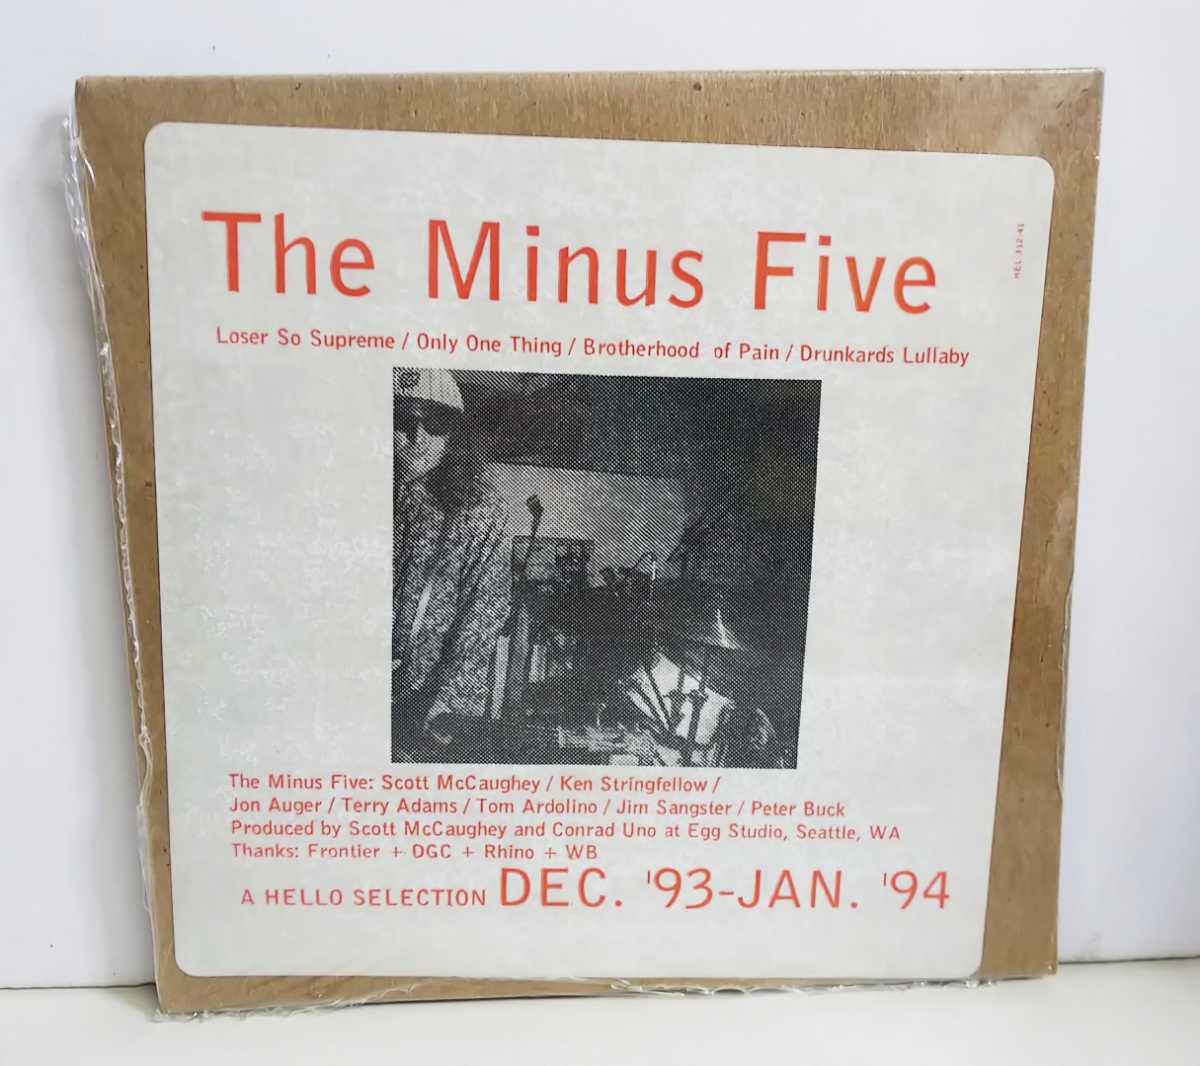 The Minus Five
Loser So Supreme / Only One Thing / Brotherhood of Pain / Drunkards Lullaby
The Minus Five: Scott McCaughey / Ken Stringfellow /
Jon Auger / Terry Adams / Tom Ardolino / Jim Sangster / Peter Buck
Produced by Scott McCaughey and Conrad Uno at Egg Studio, Seattle, WA
Thanks: Frontier + DGC + Rhino + WB
A HELLO SELECTION DEC. '93-JAN. '94